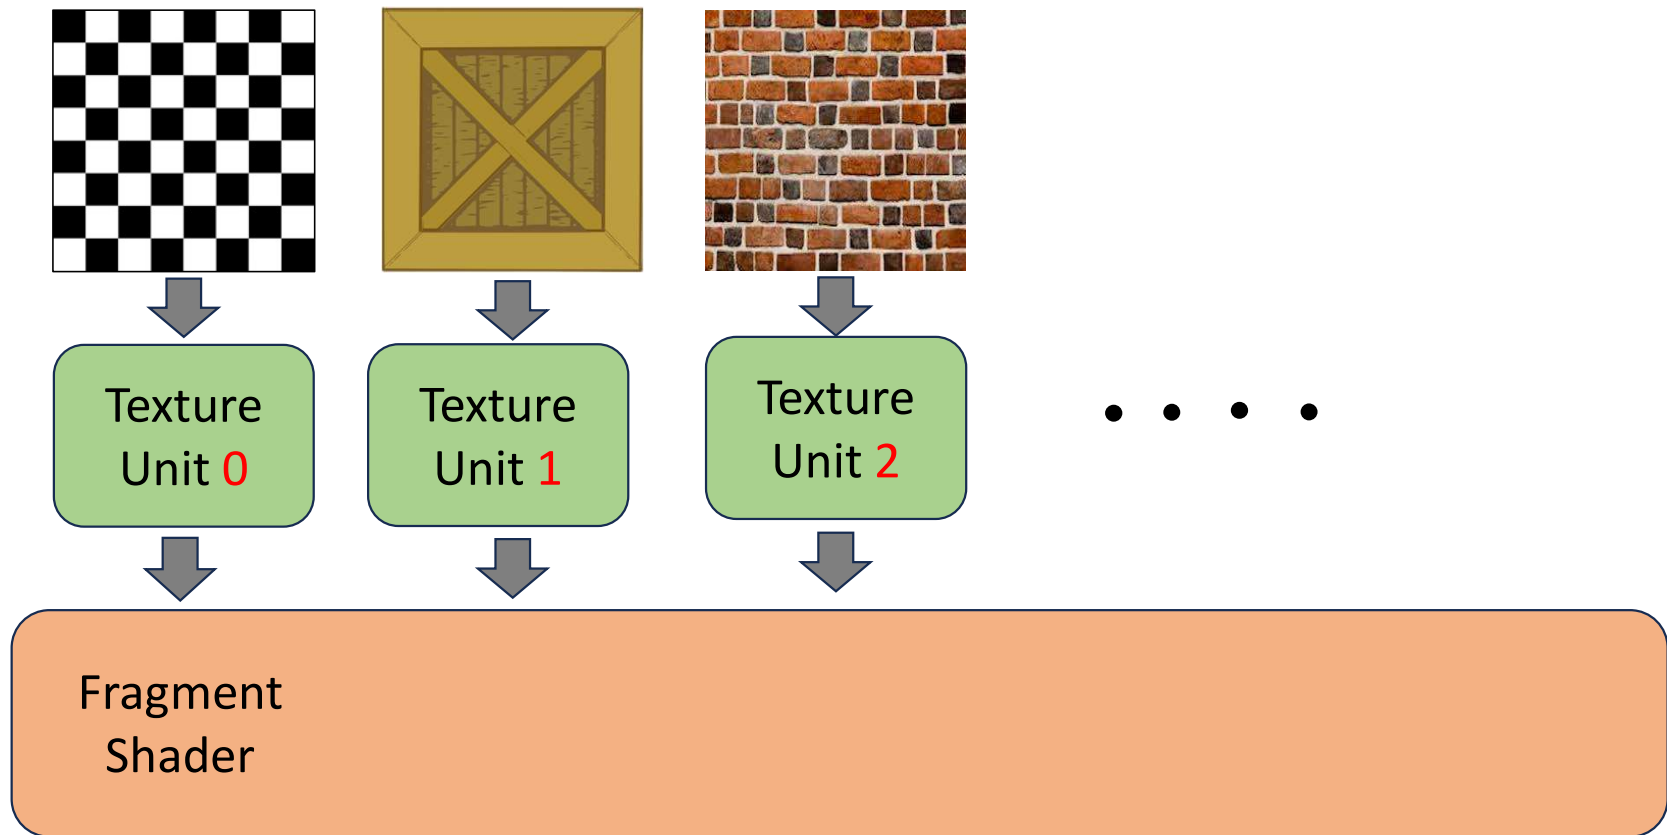 Texture
Unit 0
Texture
Unit 1
Texture
Unit 2
Fragment
Shader